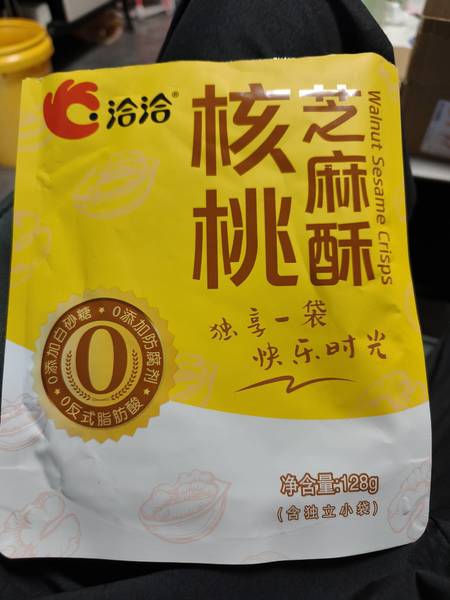 洽洽®
核桃
芝麻酥
Walnut Sesame Crisps
独享一袋
快乐时光
0添加白砂糖 ★ 0添加防腐剂
0
★ 0反式脂肪酸 ★
净含量:128g
(含独立小袋)